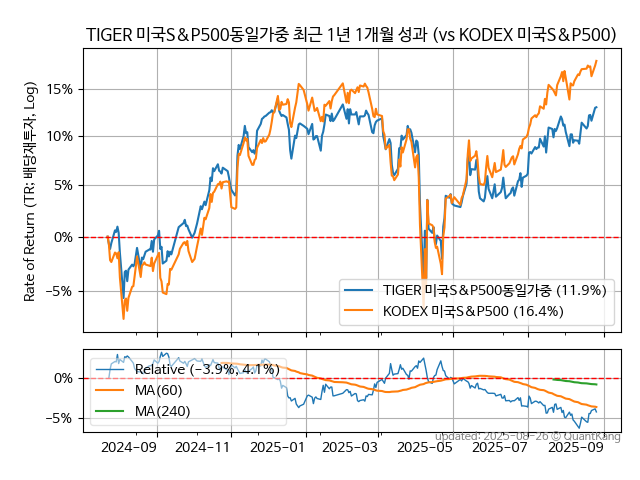 TIGER 미국S&P500동일가중 최근 1년 1개월 성과 (vs KODEX 미국S&P500)
Rate of Return (TR: 배당재투자, Log)
15%
10%
5%
0%
−5%
TIGER 미국S&P500동일가중 (11.9%)
KODEX 미국S&P500 (16.4%)
0%
−5%
Relative (−3.9%, 4.1%)
MA(60)
MA(240)
updated: 2025-08-26 © QuantKang
2024-09 2024-11 2025-01 2025-03 2025-05 2025-07 2025-09